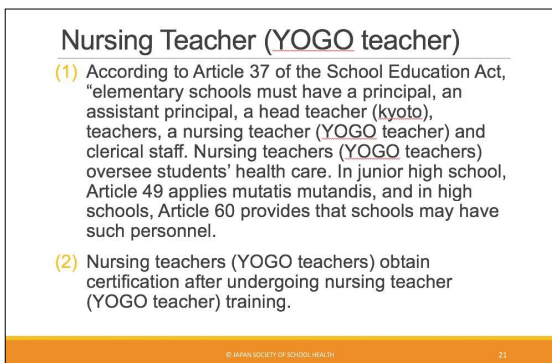 Nursing Teacher (YOGO teacher)
(1) According to Article 37 of the School Education Act,
“elementary schools must have a principal, an
assistant principal, a head teacher (kyoto),
teachers, a nursing teacher (YOGO teacher) and
clerical staff. Nursing teachers (YOGO teachers)
oversee students’ health care. In junior high school,
Article 49 applies mutatis mutandis, and in high
schools, Article 60 provides that schools may have
such personnel.
(2) Nursing teachers (YOGO teachers) obtain
certification after undergoing nursing teacher
(YOGO teacher) training.
© JAPAN SOCIETY OF SCHOOL HEALTH 21